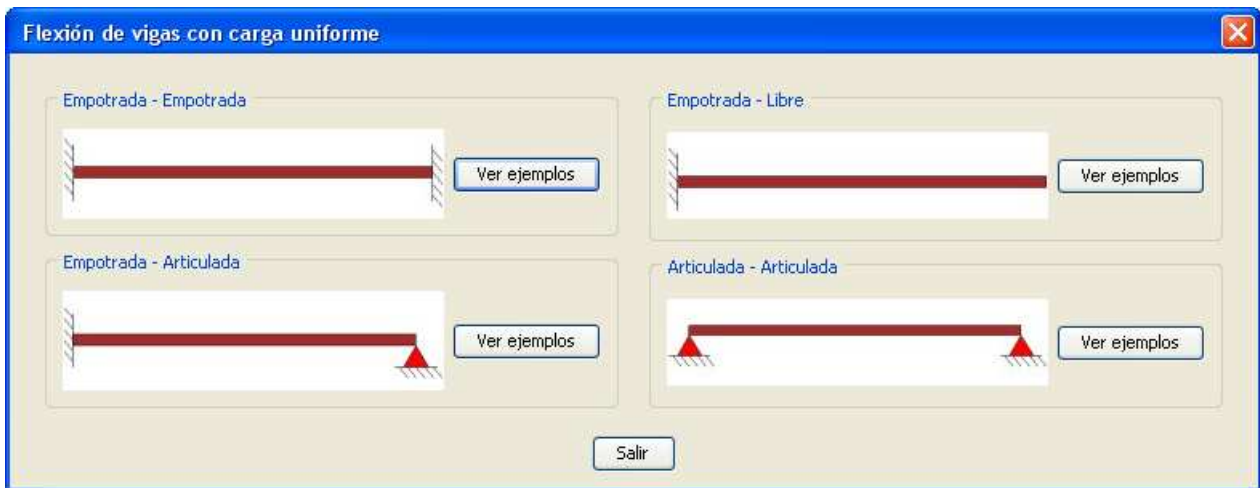 Flexión de vigas con carga uniforme
Empotrada - Empotrada
Ver ejemplos
Empotrada - Libre
Ver ejemplos
Empotrada - Articulada
Ver ejemplos
Articulada - Articulada
Ver ejemplos
Salir